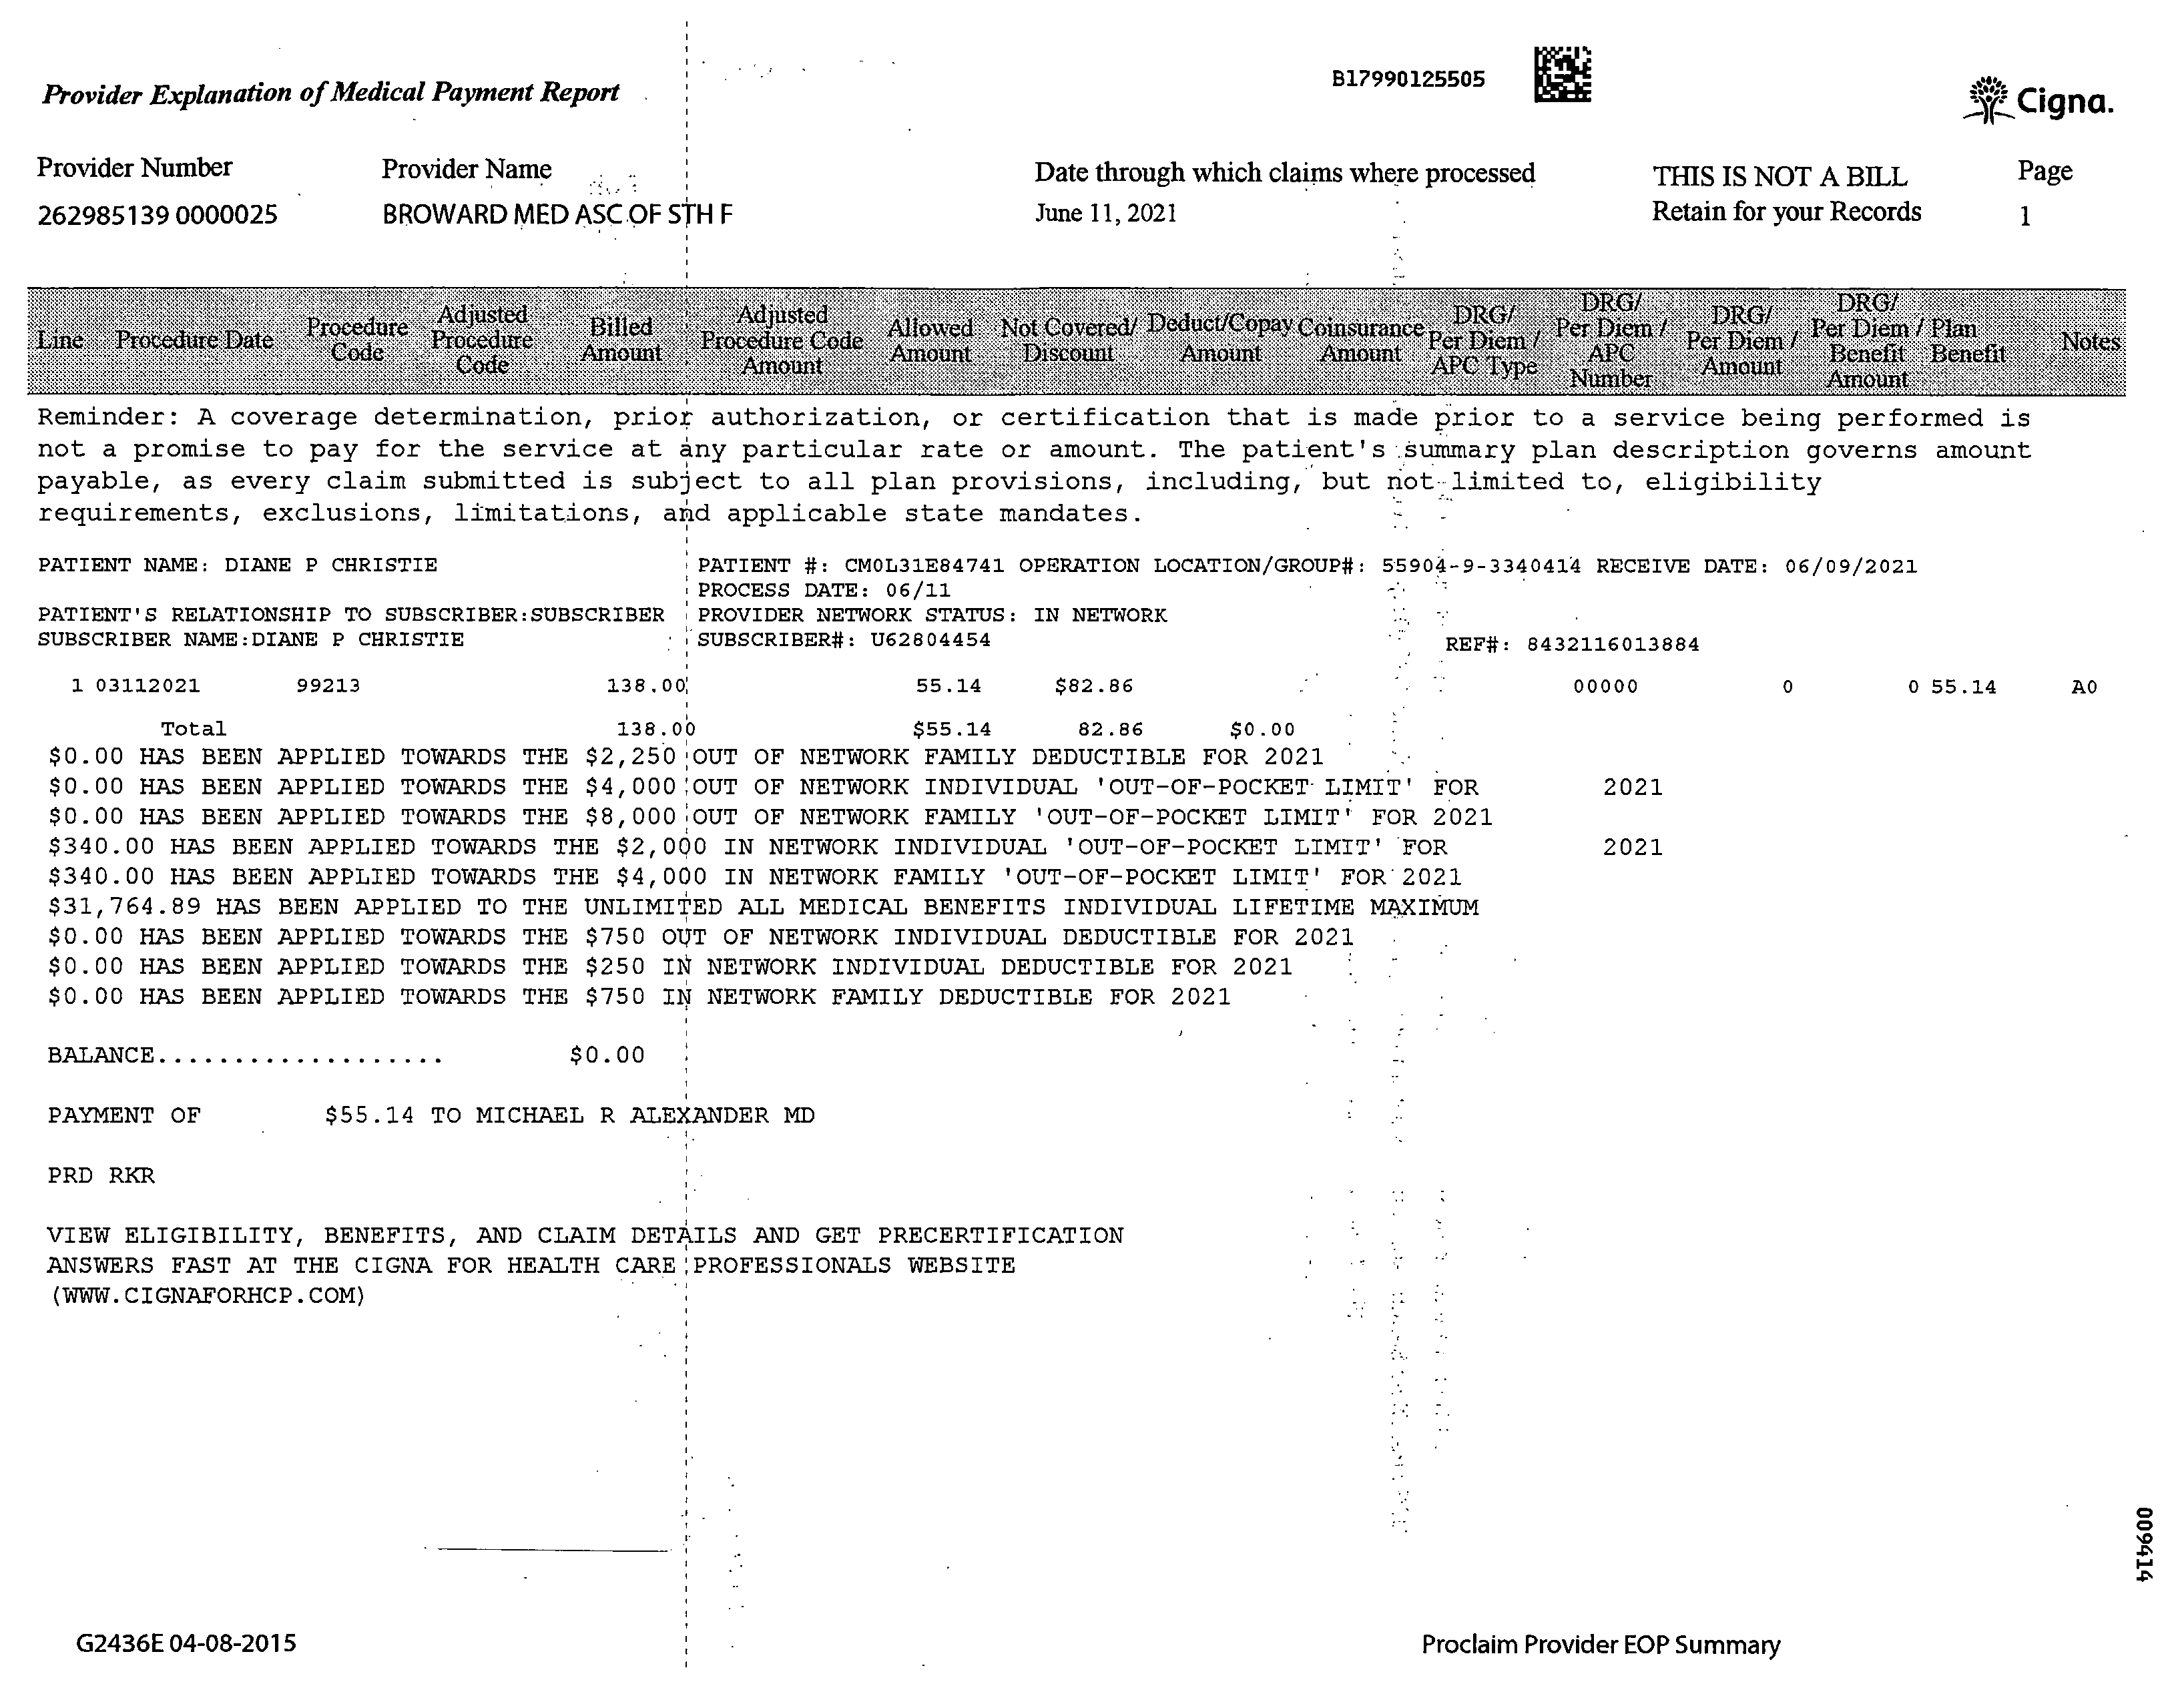 B17990125505
Provider Explanation of Medical Payment Report
Cigna.
Provider Number Provider Name Date through which claims where processed THIS IS NOT A BILL Page
262985139 0000025 BROWARD MED ASC OF STH F June 11, 2021 Retain for your Records 1
Line Procedure Date Procedure Code Adjusted Procedure Code Billed Amount Adjusted Procedure Code Amount Allowed Amount Not Covered/ Discount Deduct/Copay Amount Coinsurance Amount DRG/ Per Diem / APC Type DRG/ Per Diem / APC Number DRG/ Per Diem / Amount DRG/ Per Diem / Benefit Amount Plan Benefit Notes
Reminder: A coverage determination, prior authorization, or certification that is made prior to a service being performed is
not a promise to pay for the service at any particular rate or amount. The patient's summary plan description governs amount
payable, as every claim submitted is subject to all plan provisions, including, but not limited to, eligibility
requirements, exclusions, limitations, and applicable state mandates.
PATIENT NAME: DIANE P CHRISTIE PATIENT #: CM0L31E84741 OPERATION LOCATION/GROUP#: 55904-9-3340414 RECEIVE DATE: 06/09/2021
PROCESS DATE: 06/11
PATIENT'S RELATIONSHIP TO SUBSCRIBER:SUBSCRIBER PROVIDER NETWORK STATUS: IN NETWORK
SUBSCRIBER NAME:DIANE P CHRISTIE SUBSCRIBER#: U62804454 REF#: 8432116013884
1 03112021 99213 138.00 55.14 $82.86 00000 0 0 55.14 A0
Total 138.00 $55.14 82.86 $0.00
$0.00 HAS BEEN APPLIED TOWARDS THE $2,250 OUT OF NETWORK FAMILY DEDUCTIBLE FOR 2021
$0.00 HAS BEEN APPLIED TOWARDS THE $4,000 OUT OF NETWORK INDIVIDUAL 'OUT-OF-POCKET LIMIT' FOR 2021
$0.00 HAS BEEN APPLIED TOWARDS THE $8,000 OUT OF NETWORK FAMILY 'OUT-OF-POCKET LIMIT' FOR 2021
$340.00 HAS BEEN APPLIED TOWARDS THE $2,000 IN NETWORK INDIVIDUAL 'OUT-OF-POCKET LIMIT' FOR 2021
$340.00 HAS BEEN APPLIED TOWARDS THE $4,000 IN NETWORK FAMILY 'OUT-OF-POCKET LIMIT' FOR 2021
$31,764.89 HAS BEEN APPLIED TO THE UNLIMITED ALL MEDICAL BENEFITS INDIVIDUAL LIFETIME MAXIMUM
$0.00 HAS BEEN APPLIED TOWARDS THE $750 OUT OF NETWORK INDIVIDUAL DEDUCTIBLE FOR 2021
$0.00 HAS BEEN APPLIED TOWARDS THE $250 IN NETWORK INDIVIDUAL DEDUCTIBLE FOR 2021
$0.00 HAS BEEN APPLIED TOWARDS THE $750 IN NETWORK FAMILY DEDUCTIBLE FOR 2021
BALANCE................... $0.00
PAYMENT OF $55.14 TO MICHAEL R ALEXANDER MD
PRD RKR
VIEW ELIGIBILITY, BENEFITS, AND CLAIM DETAILS AND GET PRECERTIFICATION
ANSWERS FAST AT THE CIGNA FOR HEALTH CARE PROFESSIONALS WEBSITE
(WWW.CIGNAFORHCP.COM)
009414
G2436E 04-08-2015 Proclaim Provider EOP Summary